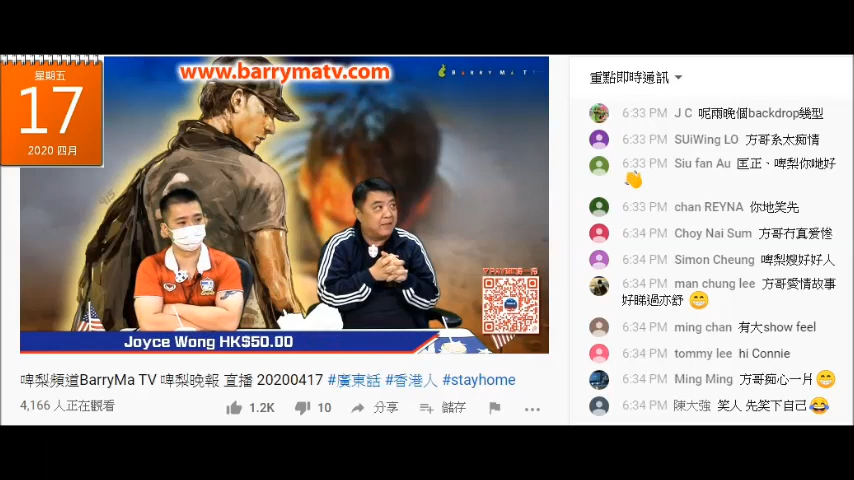 www.barrymatv.com
BARRYMATV
星期五
17
2020 四月
Joyce Wong HK$50.00
啤梨頻道BarryMa TV 啤梨晚報 直播 20200417 #廣東話 #香港人 #stayhome
4,166 人正在觀看
1.2K
10
分享
儲存
重點即時通訊
6:33 PM J C 呢兩晚個backdrop幾型
6:33 PM SUiWing LO 方哥系太痴情
6:33 PM Siu fan Au 匡正、啤梨你哋好
👏
6:33 PM chan REYNA 你地笑先
6:34 PM Choy Nai Sum 方哥冇真愛惓
6:34 PM Simon Cheung 啤梨嫂好好人
6:34 PM man chung lee 方哥愛情故事
好睇過亦舒 😁
6:34 PM ming chan 有大show feel
6:34 PM tommy lee hi Connie
6:34 PM Ming Ming 方哥痴心一片😁
6:34 PM 陳大強 笑人 先笑下自己😂